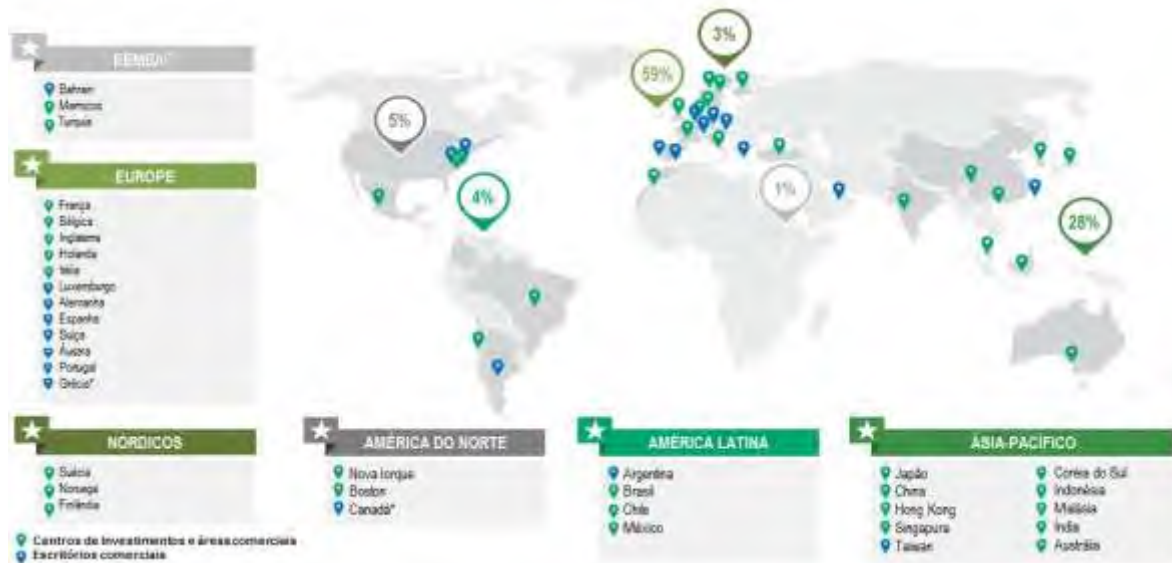 3%
59%
5%
4%
1%
28%
Marrocos
Turquia
EUROPE
França
Bélgica
Inglaterra
Holanda
Itália
Luxemburgo
Alemanha
Espanha
Suiça
Áustria
Portugal
Grécia*
NÓRDICOS
Suécia
Noruega
Finlândia
AMÉRICA DO NORTE
Nova Iorque
Boston
Canadá*
AMÉRICA LATINA
Argentina
Brasil
Chile
México
ÁSIA-PACÍFICO
Japão
China
Hong Kong
Singapura
Taiwan
Coreia do Sul
Indonésia
Malásia
Índia
Austrália
Centros de Investimentos e áreas comerciais
Escritórios comerciais